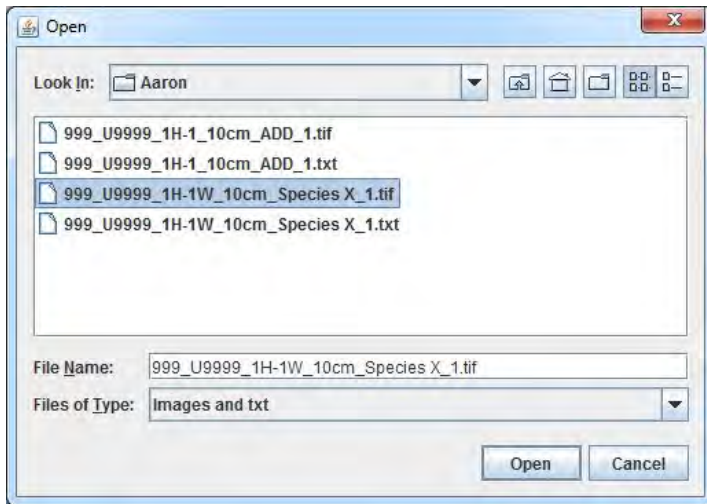 Open
Look In: Aaron
999_U9999_1H-1_10cm_ADD_1.tif
999_U9999_1H-1_10cm_ADD_1.txt
999_U9999_1H-1W_10cm_Species X_1.tif
999_U9999_1H-1W_10cm_Species X_1.txt
File Name: 999_U9999_1H-1W_10cm_Species X_1.tif
Files of Type: Images and txt
Open Cancel